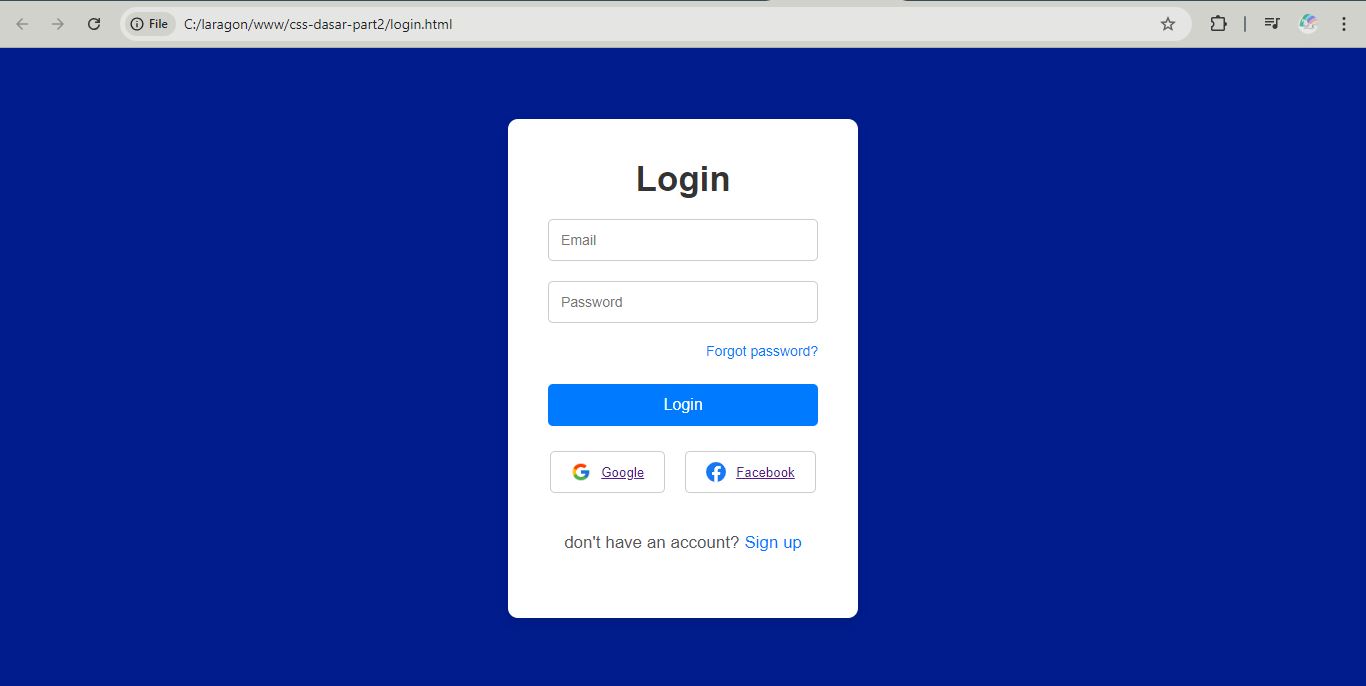 File C:/laragon/www/css-dasar-part2/login.html
Login
Email
Password
Forgot password?
Login
Google Facebook
don't have an account? Sign up